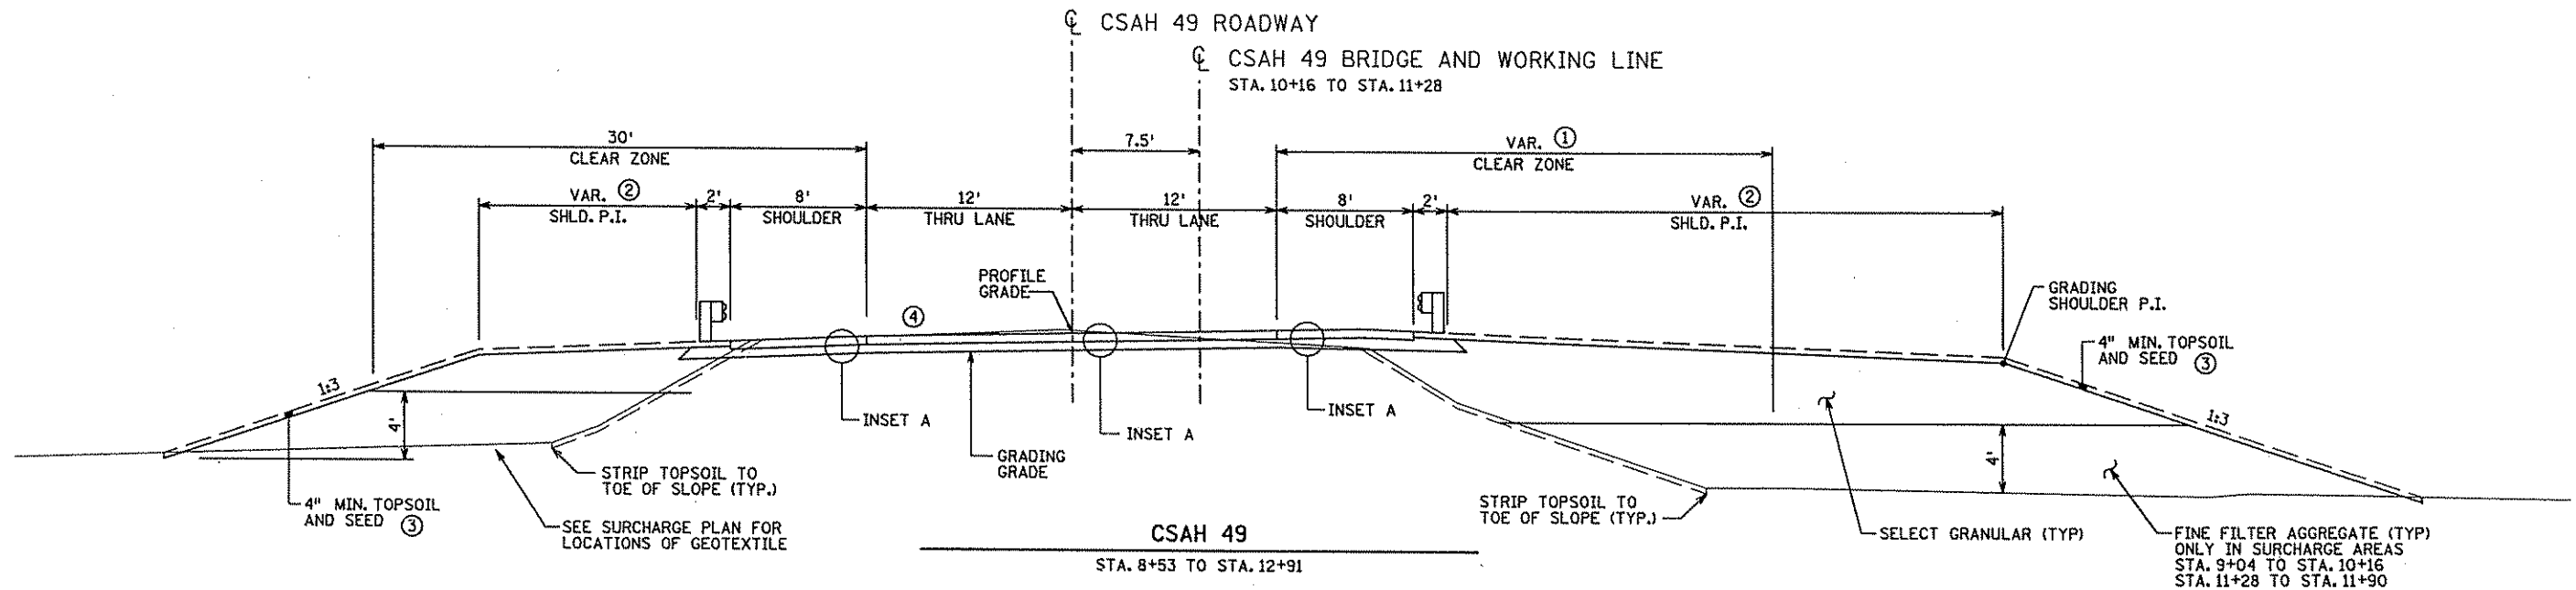 ℄ CSAH 49 ROADWAY
℄ CSAH 49 BRIDGE AND WORKING LINE
STA. 10+16 TO STA. 11+28
30'
CLEAR ZONE
7.5'
VAR. ①
CLEAR ZONE
VAR. ②
SHLD. P.I.
2'
8'
SHOULDER
12'
THRU LANE
12'
THRU LANE
8'
SHOULDER
2'
VAR. ②
SHLD. P.I.
PROFILE
GRADE
④
GRADING
SHOULDER P.I.
4" MIN. TOPSOIL
AND SEED ③
1:3
4'
INSET A
INSET A
INSET A
1:3
4'
GRADING
GRADE
STRIP TOPSOIL TO
TOE OF SLOPE (TYP.)
4" MIN. TOPSOIL
AND SEED ③
SEE SURCHARGE PLAN FOR
LOCATIONS OF GEOTEXTILE
STRIP TOPSOIL TO
TOE OF SLOPE (TYP.)
SELECT GRANULAR (TYP)
FINE FILTER AGGREGATE (TYP)
ONLY IN SURCHARGE AREAS
STA. 9+04 TO STA. 10+16
STA. 11+28 TO STA. 11+90
CSAH 49
STA. 8+53 TO STA. 12+91